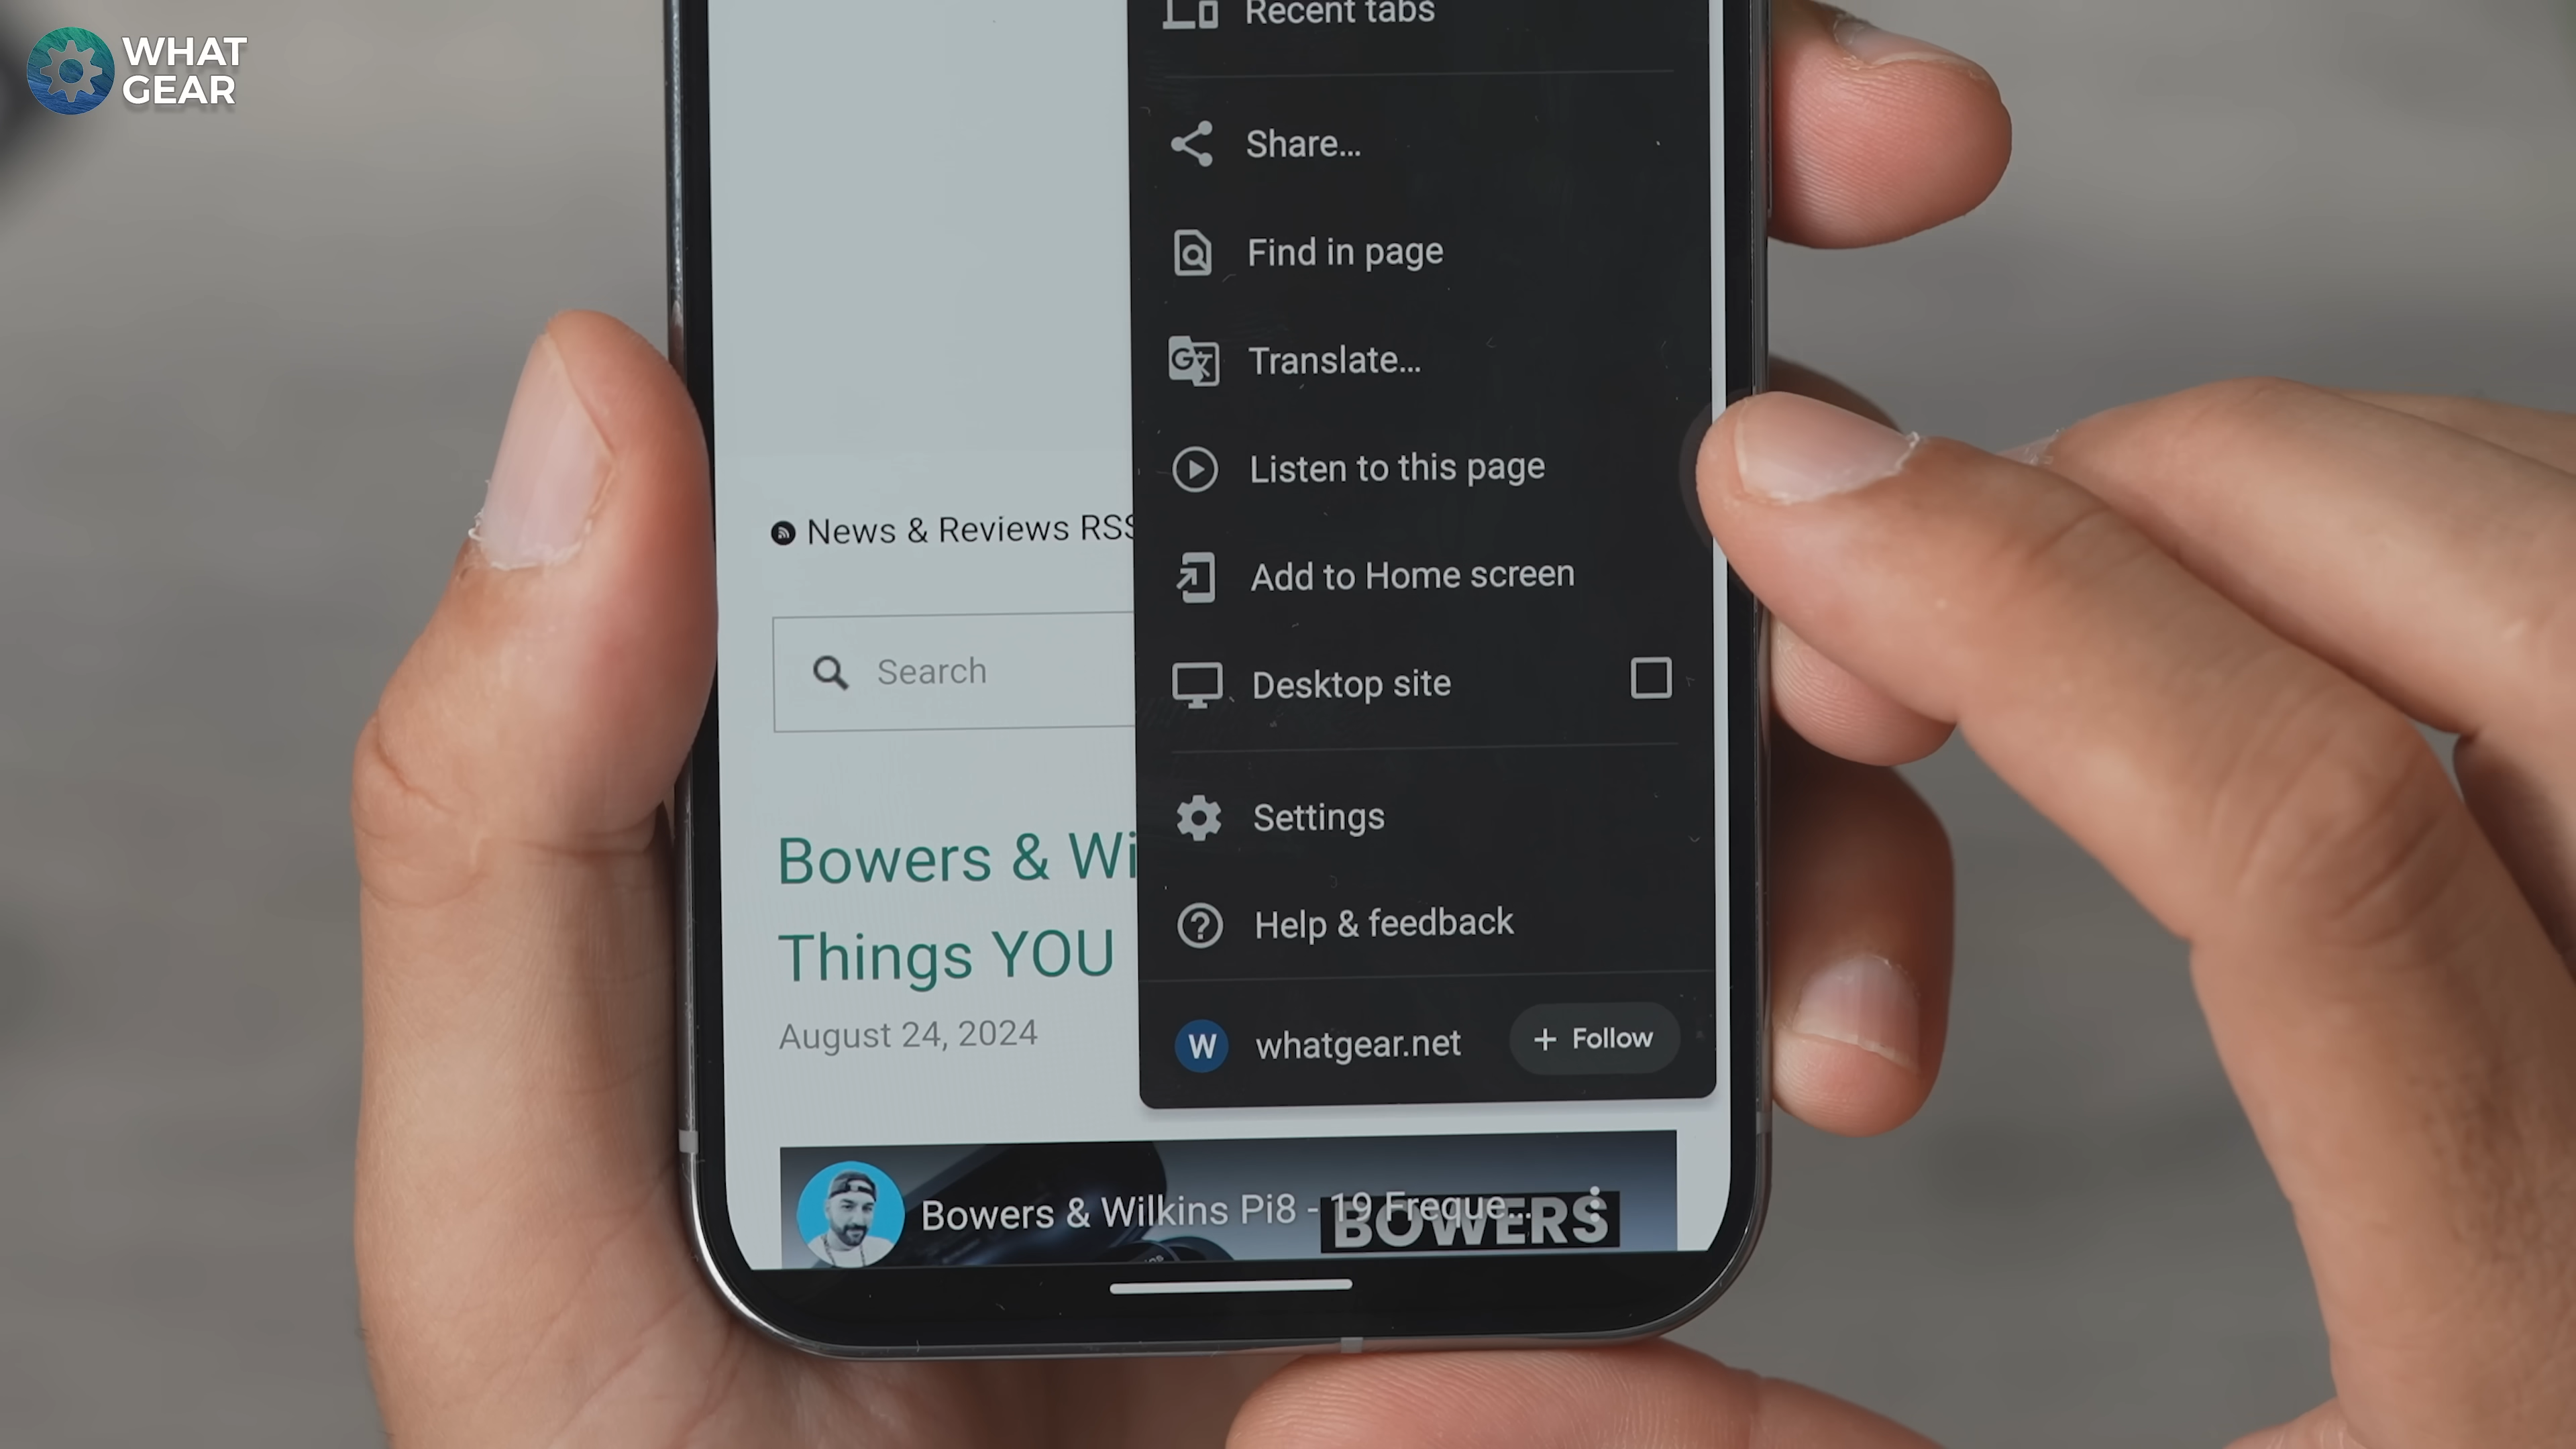 WHAT
GEAR
Recent tabs
Share...
Find in page
Translate...
Listen to this page
Add to Home screen
Desktop site
Settings
Help & feedback
W whatgear.net + Follow
News & Reviews RSS
Search
Bowers & Wi
Things YOU
August 24, 2024
Bowers & Wilkins Pi8 - 19 Freque...
BOWERS